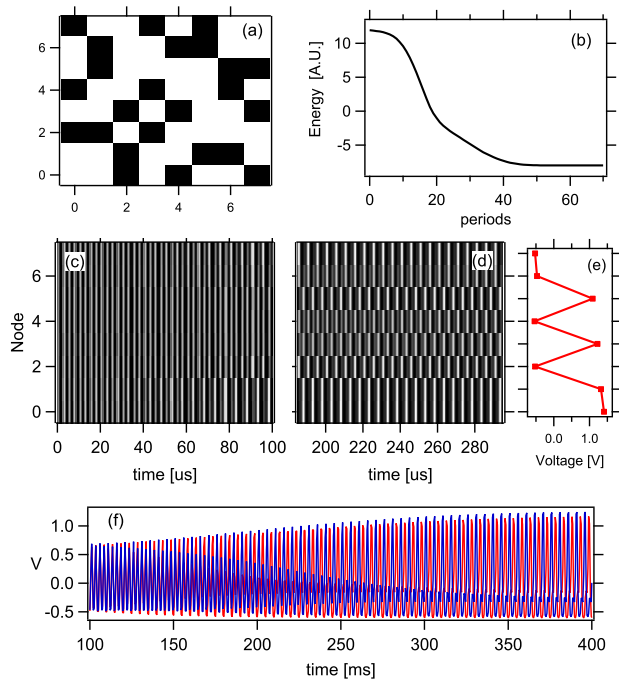 (a)
6
4
2
0
0 2 4 6
(b)
Energy [A.U.]
10
5
0
-5
0 20 40 60
periods
(c)
Node
6
4
2
0
0 20 40 60 80 100
time [us]
(d)
200 220 240 260 280
time [us]
(e)
0.0 1.0
Voltage [V]
(f)
V
1.0
0.5
0.0
-0.5
100 150 200 250 300 350 400
time [ms]